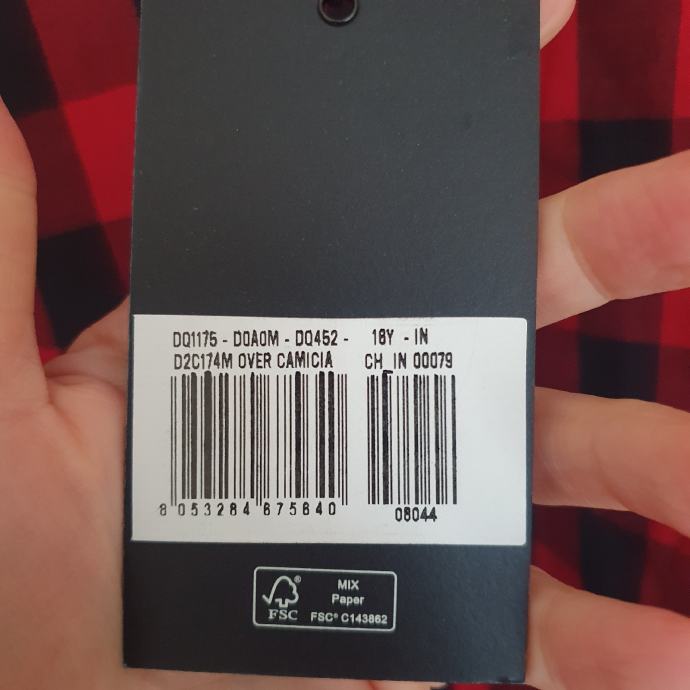 DQ1175 - D0A0M - DQ452 - 18Y - IN
D2C174M OVER CAMICIA CH_IN 00079
8 053284 675640 08044
MIX
Paper
FSC® C143862
FSC